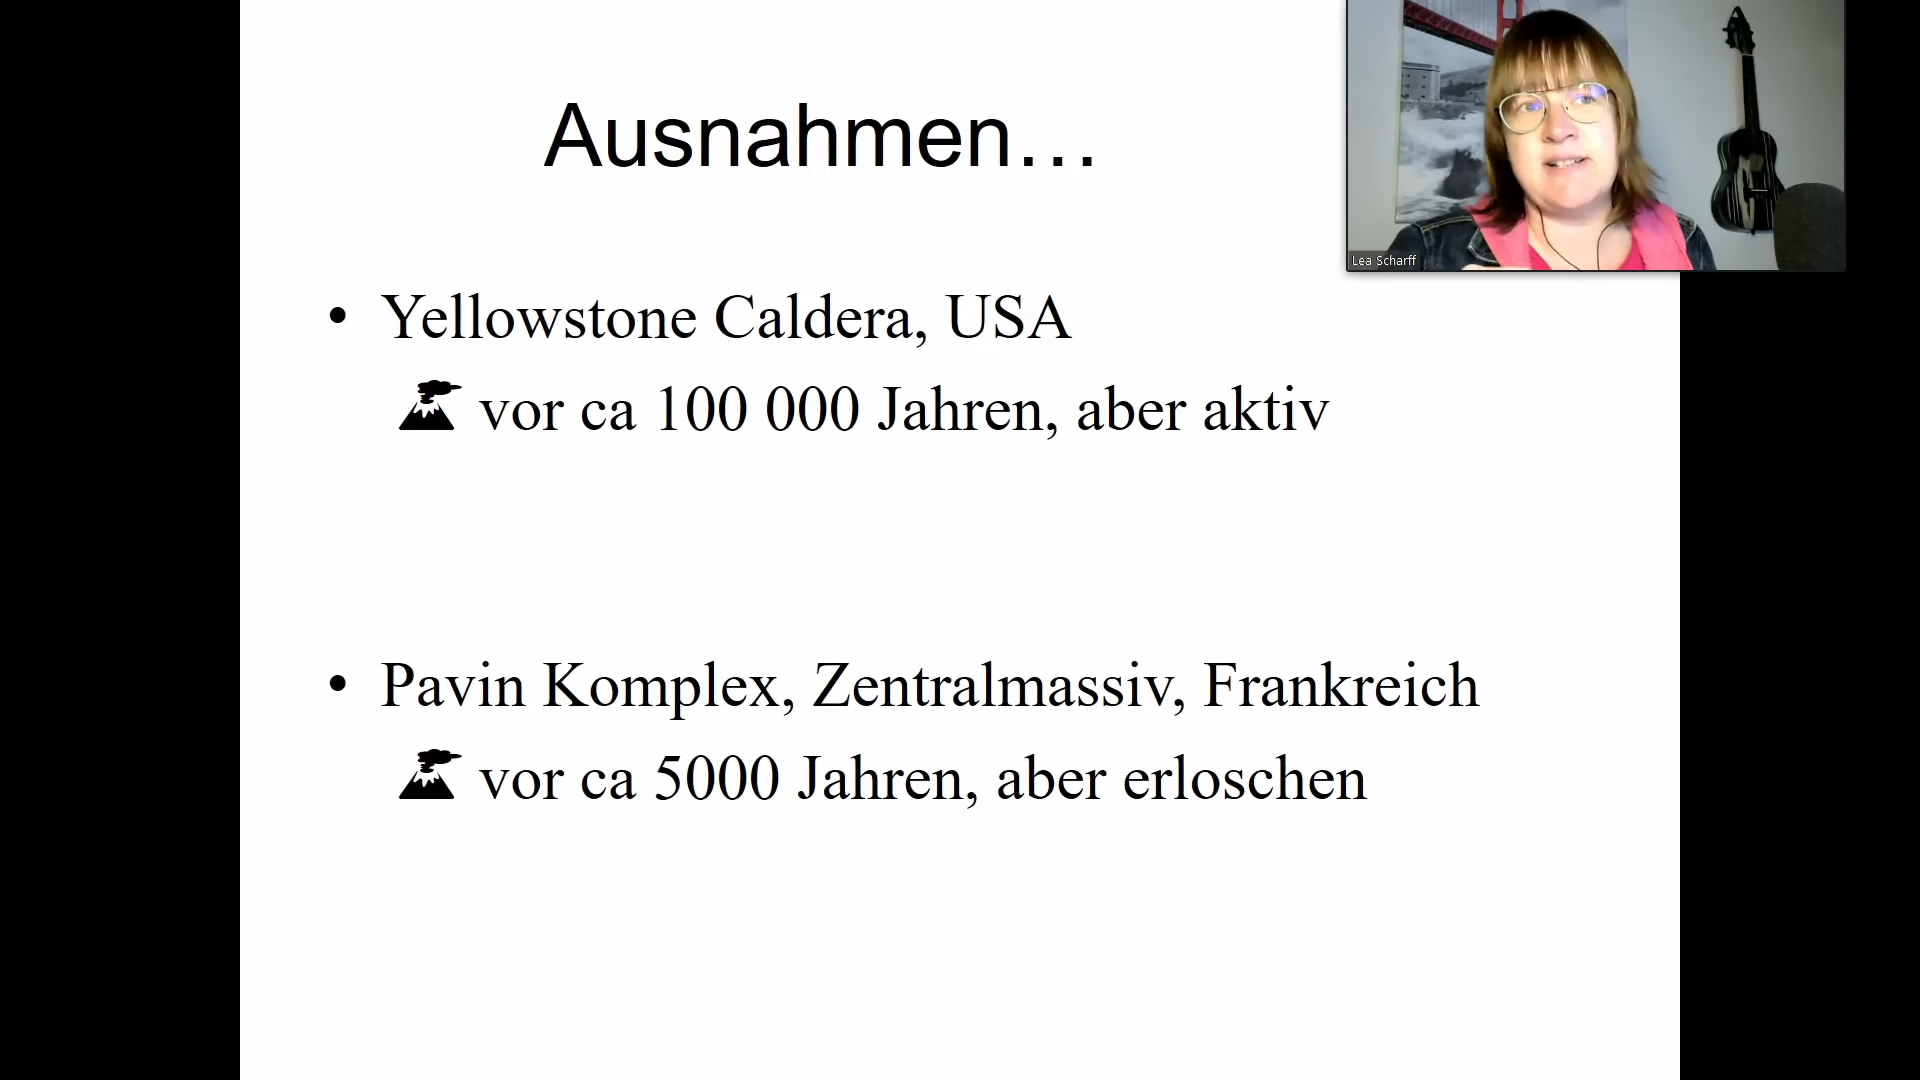 Ausnahmen…
Lea Scharff
• Yellowstone Caldera, USA
vor ca 100 000 Jahren, aber aktiv
• Pavin Komplex, Zentralmassiv, Frankreich
vor ca 5000 Jahren, aber erloschen